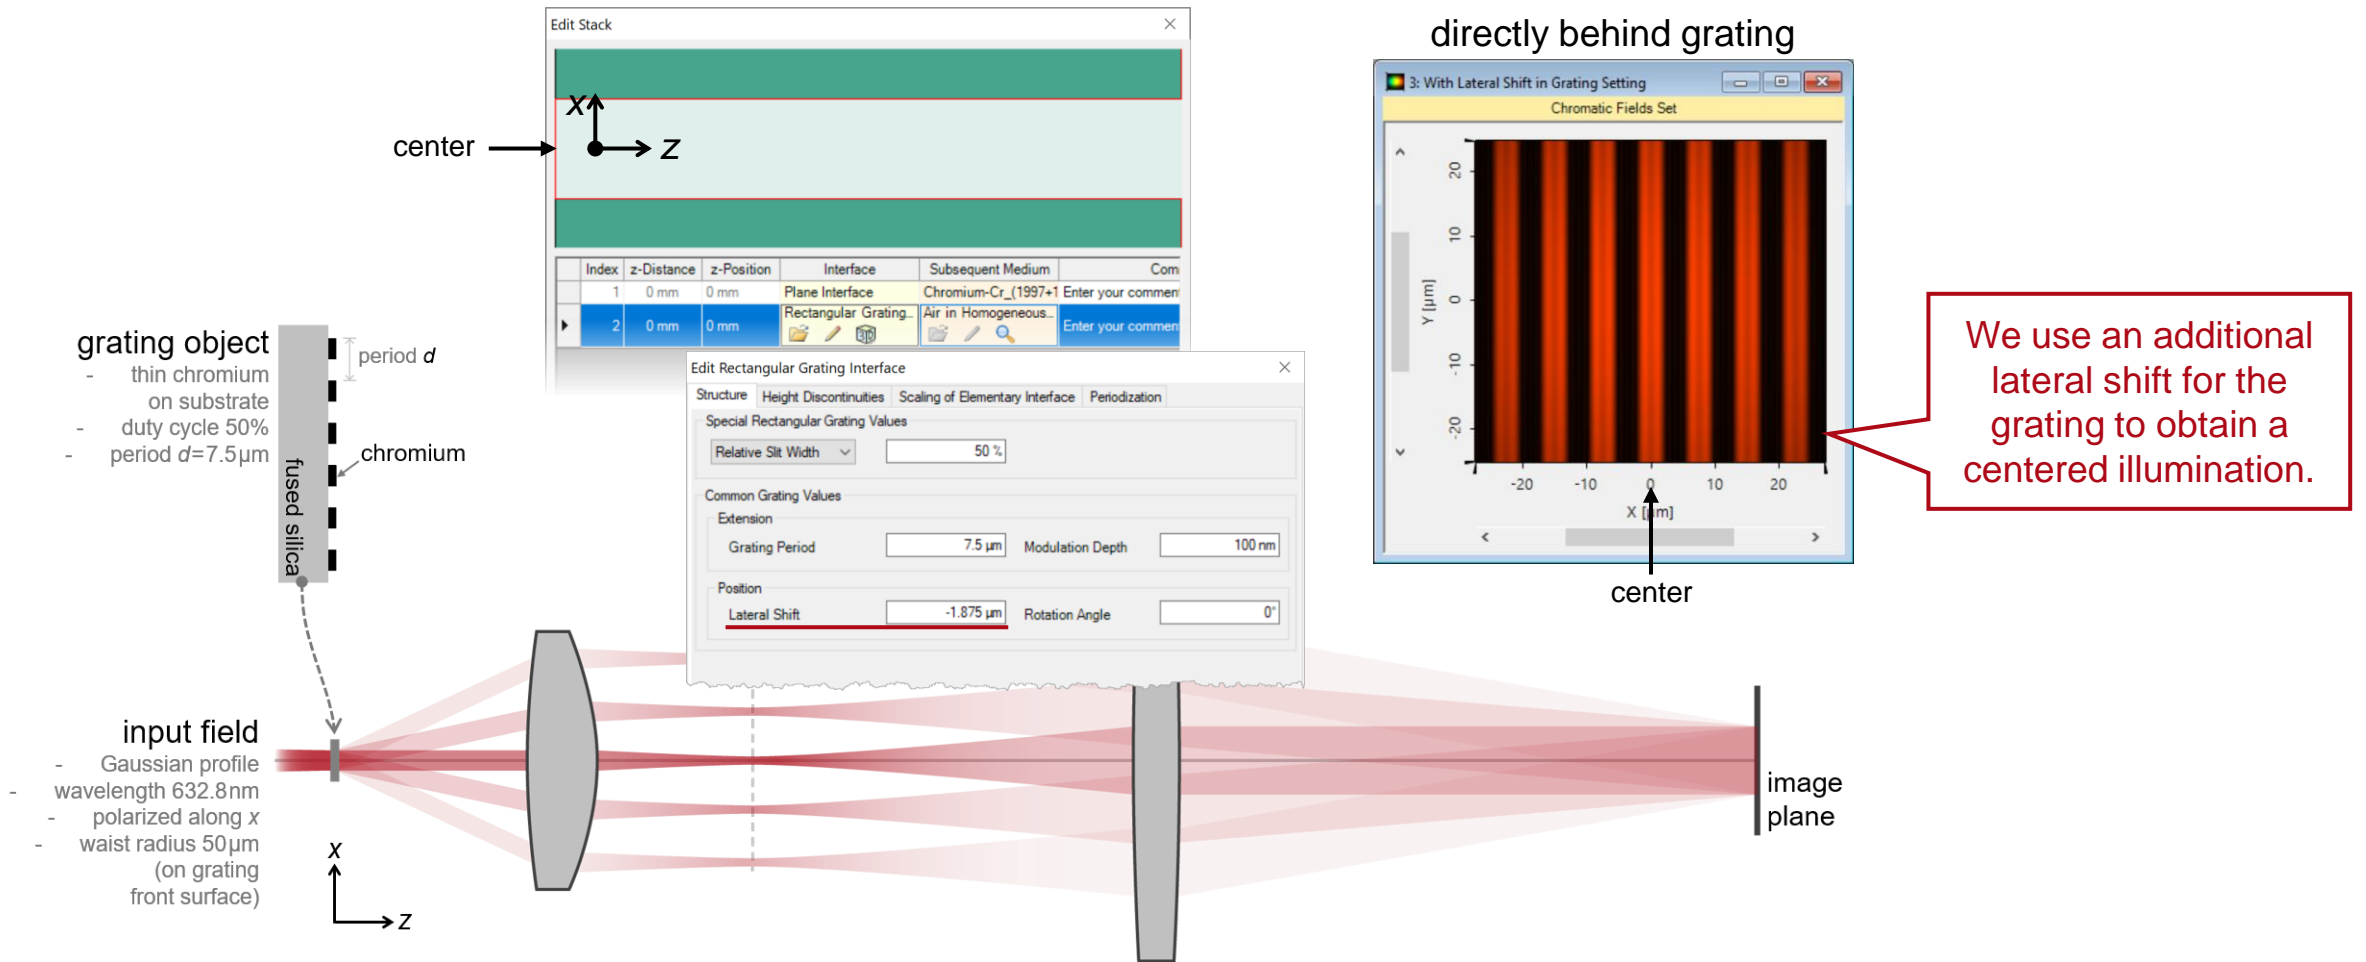 Edit Stack
x
z
center
Index z-Distance z-Position Interface Subsequent Medium Com
1 0 mm 0 mm Plane Interface Chromium-Cr_(1997+1 Enter your commen
2 0 mm 0 mm Rectangular Grating... Air in Homogeneous... Enter your commen
3D
directly behind grating
3: With Lateral Shift in Grating Setting
Chromatic Fields Set
Y [µm]
20
10
0
-10
-20
-20 -10 0 10 20
X [µm]
center
We use an additional
lateral shift for the
grating to obtain a
centered illumination.
grating object
- thin chromium
on substrate
- duty cycle 50%
- period d=7.5µm
period d
chromium
fused silica
Edit Rectangular Grating Interface
Structure Height Discontinuities Scaling of Elementary Interface Periodization
Special Rectangular Grating Values
Relative Slit Width 50 %
Common Grating Values
Extension
Grating Period 7.5 µm Modulation Depth 100 nm
Position
Lateral Shift -1.875 µm Rotation Angle 0°
input field
- Gaussian profile
- wavelength 632.8nm
- polarized along x
- waist radius 50µm
(on grating
front surface)
x
z
image
plane